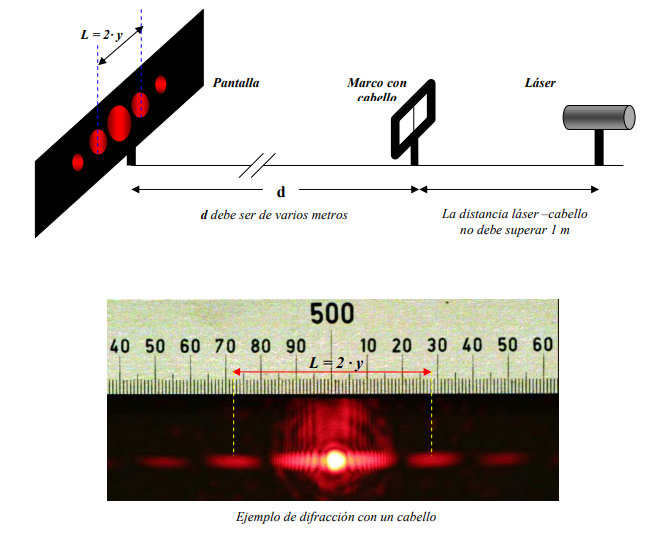 L = 2· y
Pantalla
Marco con
cabello
Láser
d
d debe ser de varios metros
La distancia láser –cabello
no debe superar 1 m
500
40 50 60 70 80 90 10 20 30 40 50 60
L = 2 · y
Ejemplo de difracción con un cabello